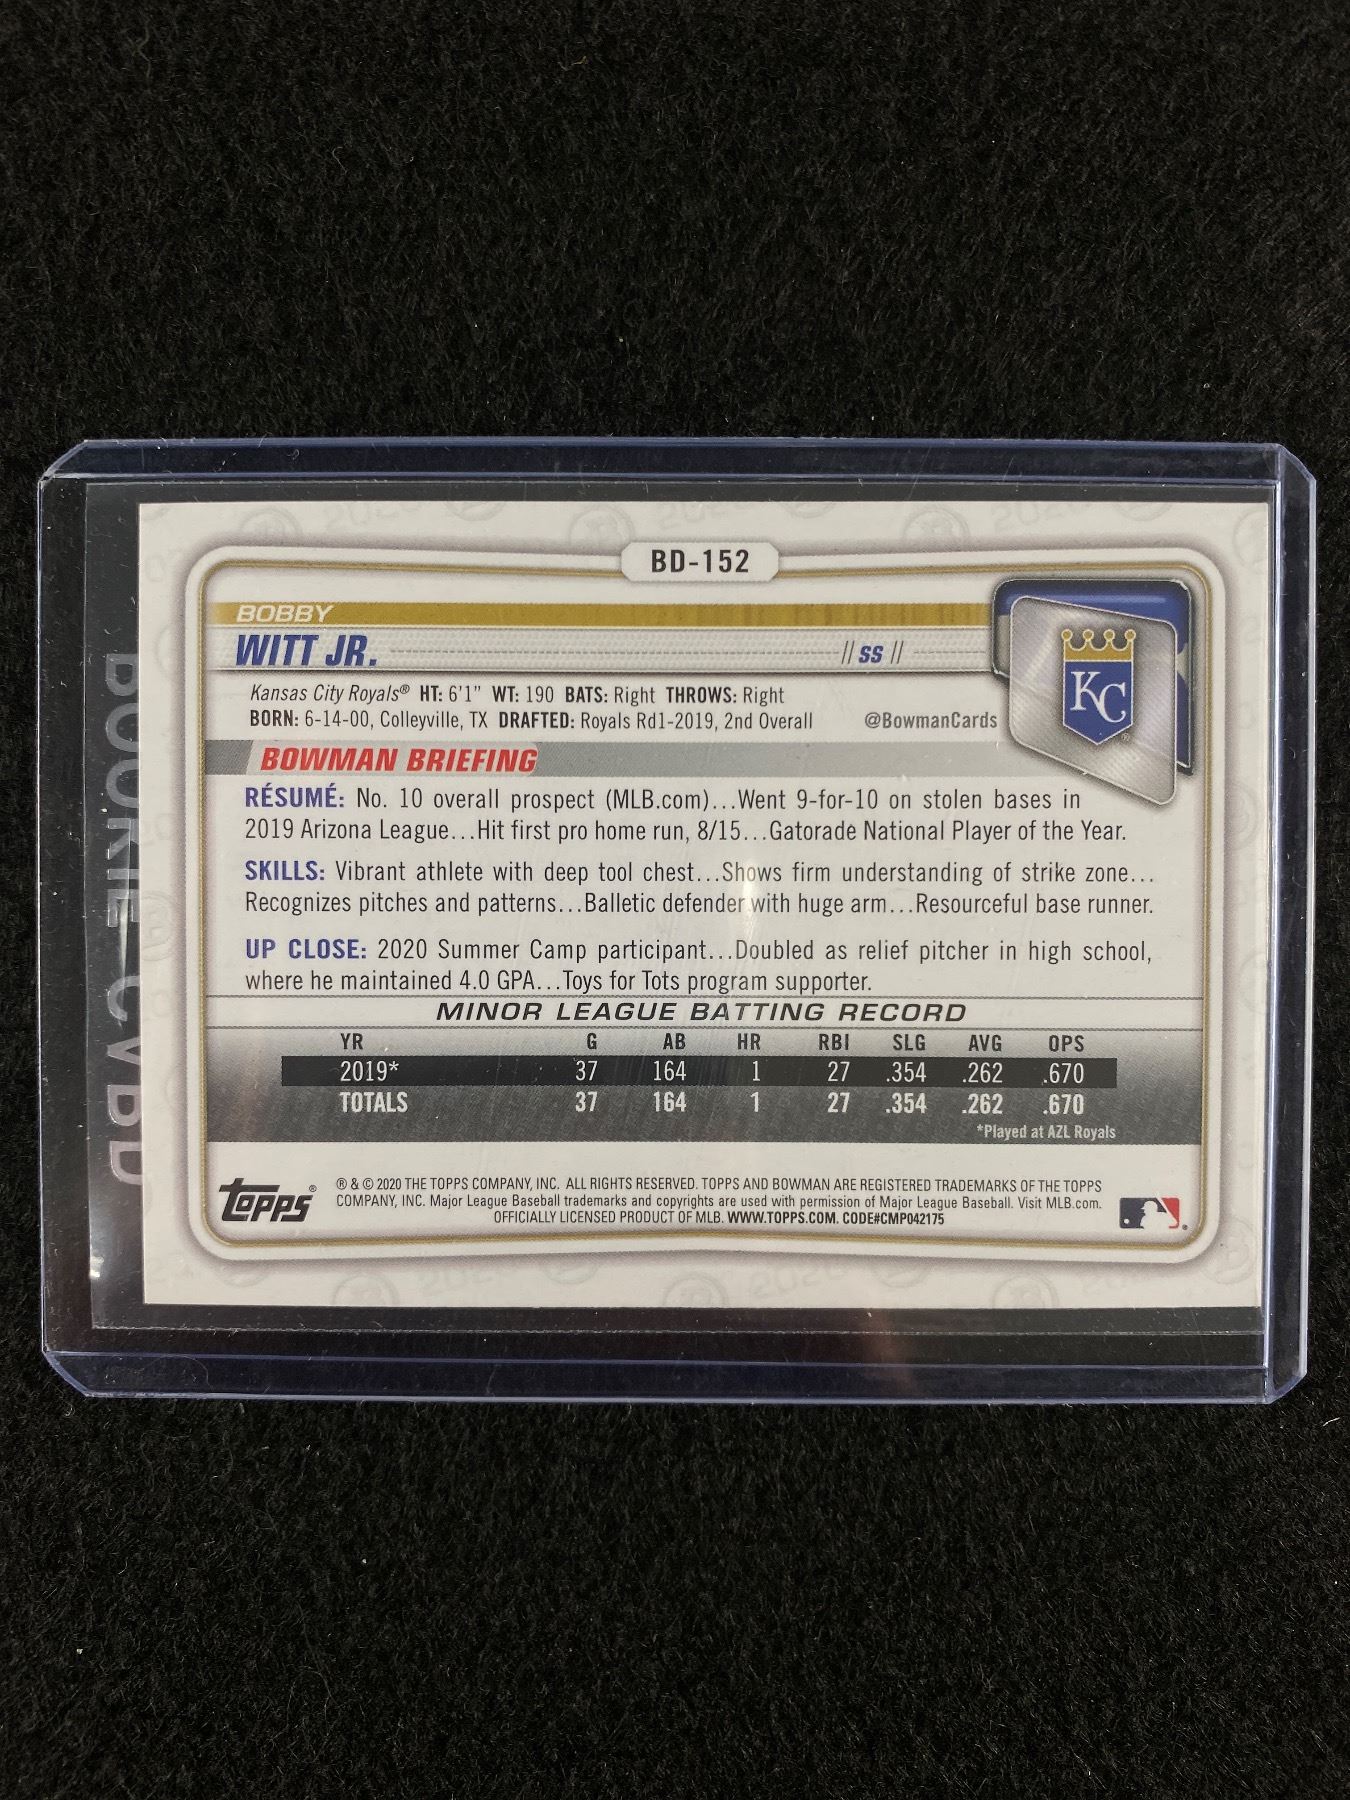 BD-152
BOBBY
WITT JR. // SS //
Kansas City Royals® HT: 6'1" WT: 190 BATS: Right THROWS: Right
BORN: 6-14-00, Colleyville, TX DRAFTED: Royals Rd1-2019, 2nd Overall @BowmanCards
KC®
BOWMAN BRIEFING
RÉSUMÉ: No. 10 overall prospect (MLB.com)...Went 9-for-10 on stolen bases in
2019 Arizona League...Hit first pro home run, 8/15...Gatorade National Player of the Year.
SKILLS: Vibrant athlete with deep tool chest...Shows firm understanding of strike zone...
Recognizes pitches and patterns...Balletic defender with huge arm...Resourceful base runner.
UP CLOSE: 2020 Summer Camp participant...Doubled as relief pitcher in high school,
where he maintained 4.0 GPA...Toys for Tots program supporter.
MINOR LEAGUE BATTING RECORD
YR G AB HR RBI SLG AVG OPS
2019* 37 164 1 27 .354 .262 .670
TOTALS 37 164 1 27 .354 .262 .670
*Played at AZL Royals
Topps®
® & © 2020 THE TOPPS COMPANY, INC. ALL RIGHTS RESERVED. TOPPS AND BOWMAN ARE REGISTERED TRADEMARKS OF THE TOPPS
COMPANY, INC. Major League Baseball trademarks and copyrights are used with permission of Major League Baseball. Visit MLB.com.
OFFICIALLY LICENSED PRODUCT OF MLB. WWW.TOPPS.COM. CODE#CMP042175